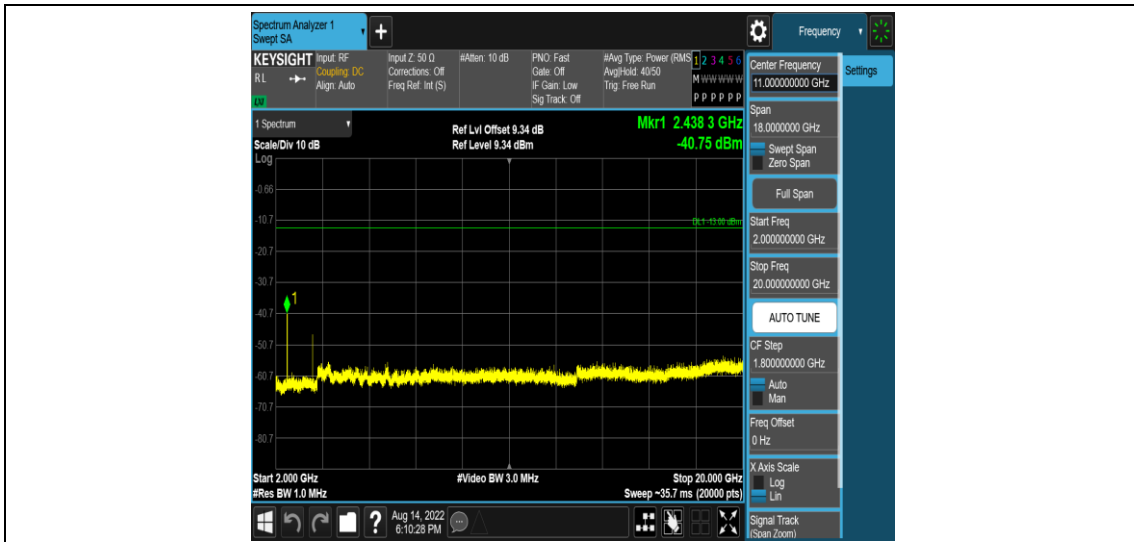 Spectrum Analyzer 1
Swept SA
+
Frequency
KEYSIGHT
RL
LXI
Input: RF
Coupling: DC
Align: Auto
Input Z: 50 Ω
Corrections: Off
Freq Ref: Int (S)
#Atten: 10 dB
PNO: Fast
Gate: Off
IF Gain: Low
Sig Track: Off
#Avg Type: Power (RMS
Avg|Hold: 40/50
Trig: Free Run
1 2 3 4 5 6
M W W W W W
P P P P P P
1 Spectrum
Scale/Div 10 dB
Log
Ref Lvl Offset 9.34 dB
Ref Level 9.34 dBm
Mkr1 2.438 3 GHz
-40.75 dBm
-0.66
-10.7
DL1 -13.00 dBm
-20.7
-30.7
1
-40.7
-50.7
-60.7
-70.7
-80.7
Start 2.000 GHz
#Res BW 1.0 MHz
#Video BW 3.0 MHz
Stop 20.000 GHz
Sweep ~35.7 ms (20000 pts)
Center Frequency
11.000000000 GHz
Settings
Span
18.0000000 GHz
Swept Span
Zero Span
Full Span
Start Freq
2.000000000 GHz
Stop Freq
20.000000000 GHz
AUTO TUNE
CF Step
1.800000000 GHz
Auto
Man
Freq Offset
0 Hz
X Axis Scale
Log
Lin
Signal Track
(Span Zoom)
?
Aug 14, 2022
6:10:28 PM